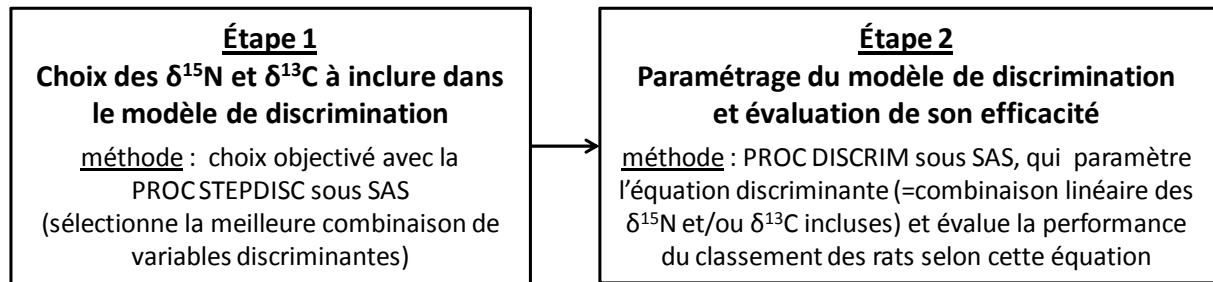 Étape 1
Choix des δ¹⁵N et δ¹³C à inclure dans
le modèle de discrimination
méthode : choix objectivé avec la
PROC STEPDISC sous SAS
(sélectionne la meilleure combinaison de
variables discriminantes)
Étape 2
Paramétrage du modèle de discrimination
et évaluation de son efficacité
méthode : PROC DISCRIM sous SAS, qui paramètre
l’équation discriminante (=combinaison linéaire des
δ¹⁵N et/ou δ¹³C incluses) et évalue la performance
du classement des rats selon cette équation